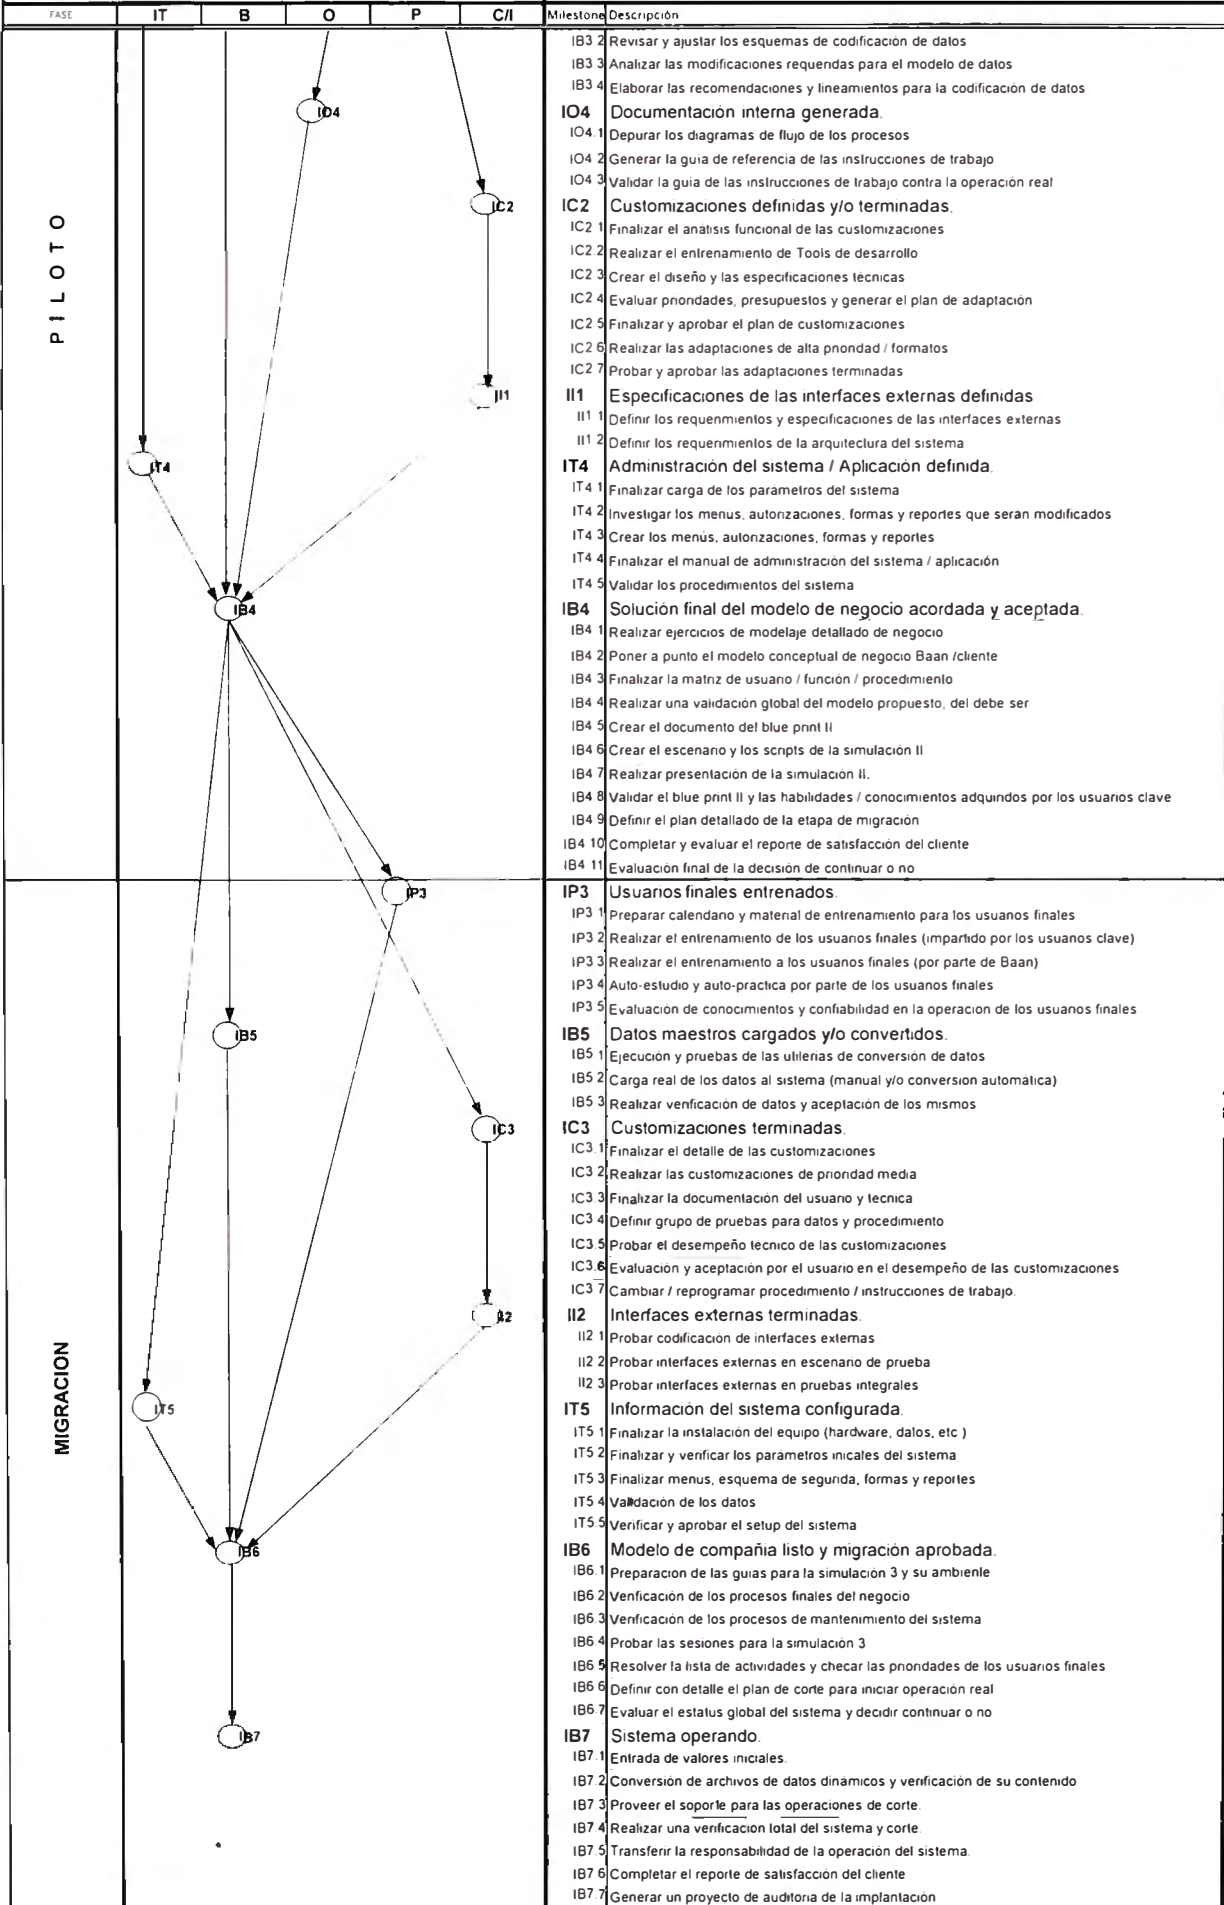 FASE IT B O P C/I Milestone Descripción
PILOTO
IB3 2 Revisar y ajustar los esquemas de codificación de datos
IB3 3 Analizar las modificaciones requeridas para el modelo de datos
IB3 4 Elaborar las recomendaciones y lineamientos para la codificación de datos
IO4
IO4 Documentación interna generada.
IO4.1 Depurar los diagramas de flujo de los procesos
IO4 2 Generar la guia de referencia de las instrucciones de trabajo
IO4 3 Validar la guia de las instrucciones de trabajo contra la operación real
IC2
IC2 Customizaciones definidas y/o terminadas.
IC2 1 Finalizar el análisis funcional de las customizaciones
IC2 2 Realizar el entrenamiento de Tools de desarrollo
IC2 3 Crear el diseño y las especificaciones técnicas
IC2 4 Evaluar prioridades, presupuestos y generar el plan de adaptación
IC2 5 Finalizar y aprobar el plan de customizaciones
IC2 6 Realizar las adaptaciones de alta prioridad / formatos
IC2 7 Probar y aprobar las adaptaciones terminadas
II1
II1 Especificaciones de las interfaces externas definidas
II1 1 Definir los requerimientos y especificaciones de las interfaces externas
II1 2 Definir los requerimientos de la arquitectura del sistema
IT4
IT4 Administración del sistema / Aplicación definida.
IT4 1 Finalizar carga de los parámetros del sistema
IT4 2 Investigar los menus, autorizaciones, formas y reportes que serán modificados
IT4 3 Crear los menús, autorizaciones, formas y reportes
IT4 4 Finalizar el manual de administración del sistema / aplicación
IT4 5 Validar los procedimientos del sistema
IB4
IB4 Solución final del modelo de negocio acordada y aceptada.
IB4 1 Realizar ejercicios de modelaje detallado de negocio
IB4 2 Poner a punto el modelo conceptual de negocio Baan /cliente
IB4 3 Finalizar la matriz de usuario / función / procedimiento
IB4 4 Realizar una validación global del modelo propuesto, del debe ser
IB4 5 Crear el documento del blue print II
IB4 6 Crear el escenario y los scripts de la simulación II
IB4 7 Realizar presentación de la simulación II.
IB4 8 Validar el blue print II y las habilidades / conocimientos adquiridos por los usuarios clave
IB4 9 Definir el plan detallado de la etapa de migración
IB4 10 Completar y evaluar el reporte de satisfacción del cliente
IB4 11 Evaluación final de la decisión de continuar o no
MIGRACION
IP3
IP3 Usuarios finales entrenados.
IP3 1 Preparar calendario y material de entrenamiento para los usuarios finales
IP3 2 Realizar el entrenamiento de los usuarios finales (impartido por los usuarios clave)
IP3 3 Realizar el entrenamiento a los usuarios finales (por parte de Baan)
IP3 4 Auto-estudio y auto-practica por parte de los usuarios finales
IP3 5 Evaluación de conocimientos y confiabilidad en la operacion de los usuarios finales
IB5
IB5 Datos maestros cargados y/o convertidos.
IB5 1 Ejecución y pruebas de las utilerias de conversión de datos
IB5 2 Carga real de los datos al sistema (manual y/o conversion automática)
IB5 3 Realizar verificación de datos y aceptación de los mismos
IC3
IC3 Customizaciones terminadas.
IC3.1 Finalizar el detalle de las customizaciones
IC3 2 Realizar las customizaciones de prioridad media
IC3.3 Finalizar la documentación del usuario y tecnica
IC3 4 Definir grupo de pruebas para datos y procedimiento
IC3.5 Probar el desempeño técnico de las customizaciones
IC3.6 Evaluación y aceptación por el usuario en el desempeño de las customizaciones
IC3 7 Cambiar / reprogramar procedimiento / instrucciones de trabajo.
II2
II2 Interfaces externas terminadas.
II2 1 Probar codificación de interfaces externas
II2 2 Probar interfaces externas en escenario de prueba
II2 3 Probar interfaces externas en pruebas integrales
IT5
IT5 Información del sistema configurada.
IT5 1 Finalizar la instalación del equipo (hardware, datos, etc )
IT5 2 Finalizar y verificar los parámetros inicales del sistema
IT5 3 Finalizar menus, esquema de segurida, formas y reportes
IT5 4 Validación de los datos
IT5.5 Verificar y aprobar el setup del sistema
IB6
IB6 Modelo de compañia listo y migración aprobada.
IB6.1 Preparacion de las guias para la simulación 3 y su ambiente
IB6 2 Verificación de los procesos finales del negocio
IB6.3 Verificación de los procesos de mantenimiento del sistema
IB6 4 Probar las sesiones para la simulación 3
IB6 5 Resolver la lista de actividades y checar las prioridades de los usuarios finales
IB6 6 Definir con detalle el plan de corte para iniciar operación real
IB6.7 Evaluar el estatus global del sistema y decidir continuar o no
IB7
IB7 Sistema operando.
IB7.1 Entrada de valores iniciales.
IB7.2 Conversión de archivos de datos dinámicos y verificación de su contenido
IB7 3 Proveer el soporte para las operaciones de corte.
IB7 4 Realizar una verificación total del sistema y corte.
IB7.5 Transferir la responsabilidad de la operación del sistema.
IB7 6 Completar el reporte de satisfacción del cliente
IB7.7 Generar un proyecto de auditoria de la implantación